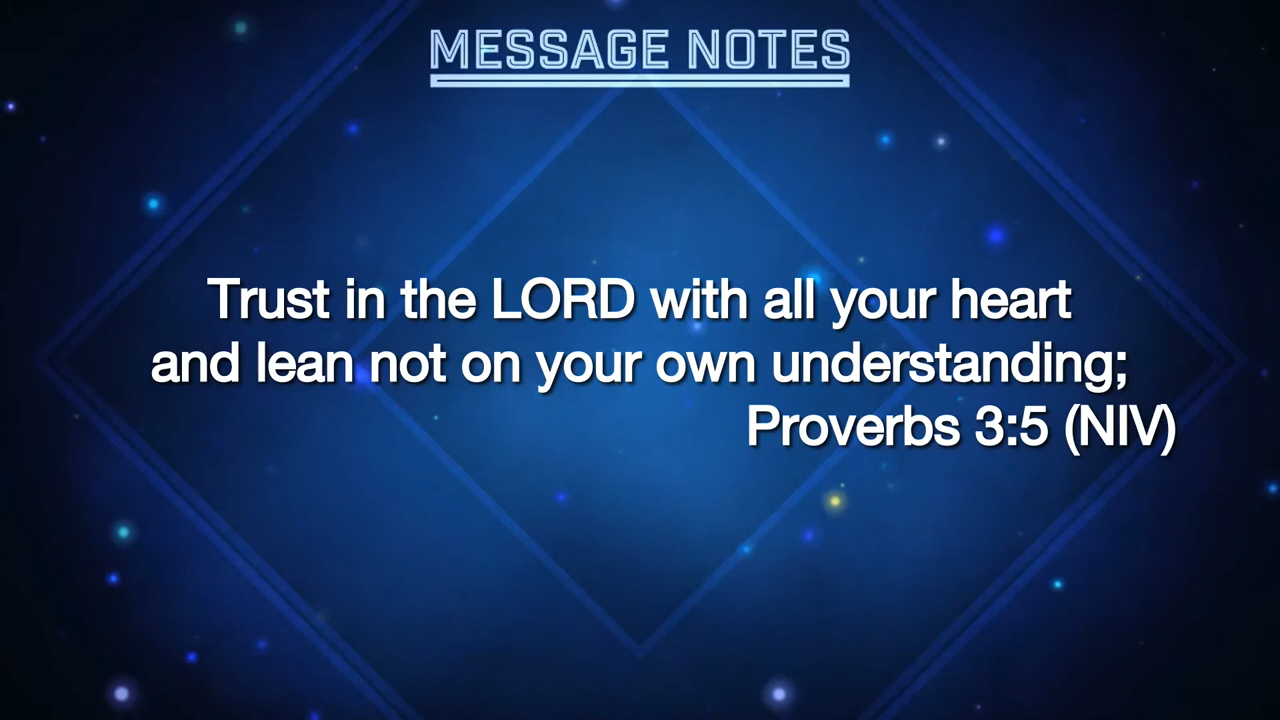 MESSAGE NOTES
Trust in the LORD with all your heart
and lean not on your own understanding;
Proverbs 3:5 (NIV)